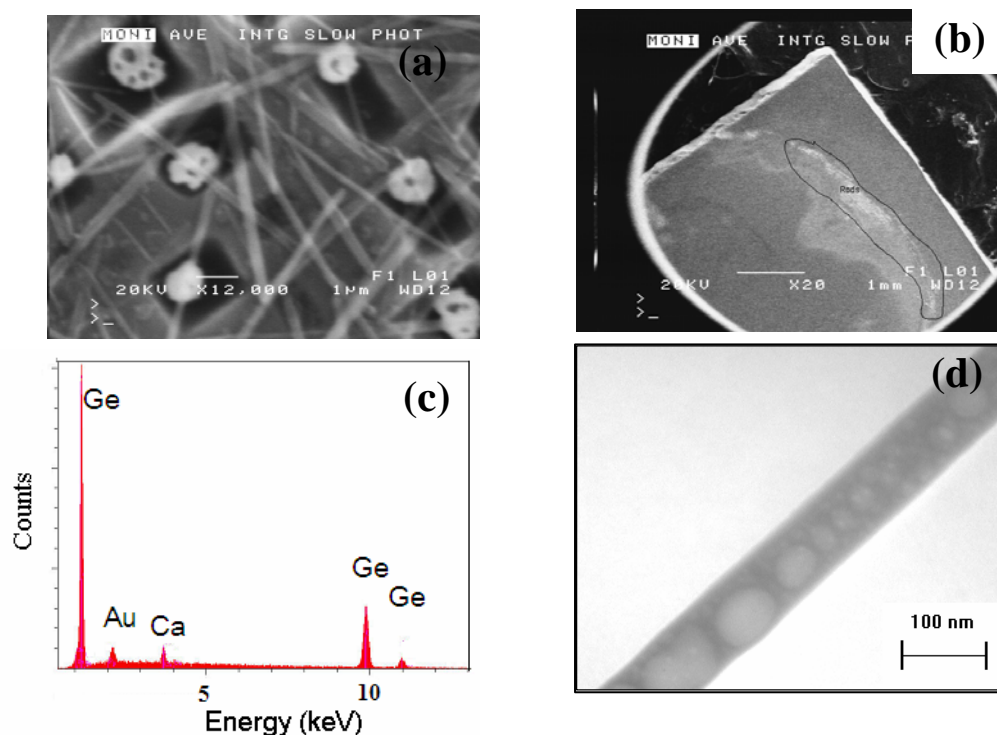 MONI AVE INTG SLOW PHOT
(a)
F1 L01
20KV X12,000 1µm WD12
>
>_
MONI AVE INTG SLOW P
(b)
Rods
F1 L01
20KV X20 1mm WD12
>
>_
(c)
Ge
Au
Ca
Ge
Ge
Counts
5
10
Energy (keV)
(d)
100 nm